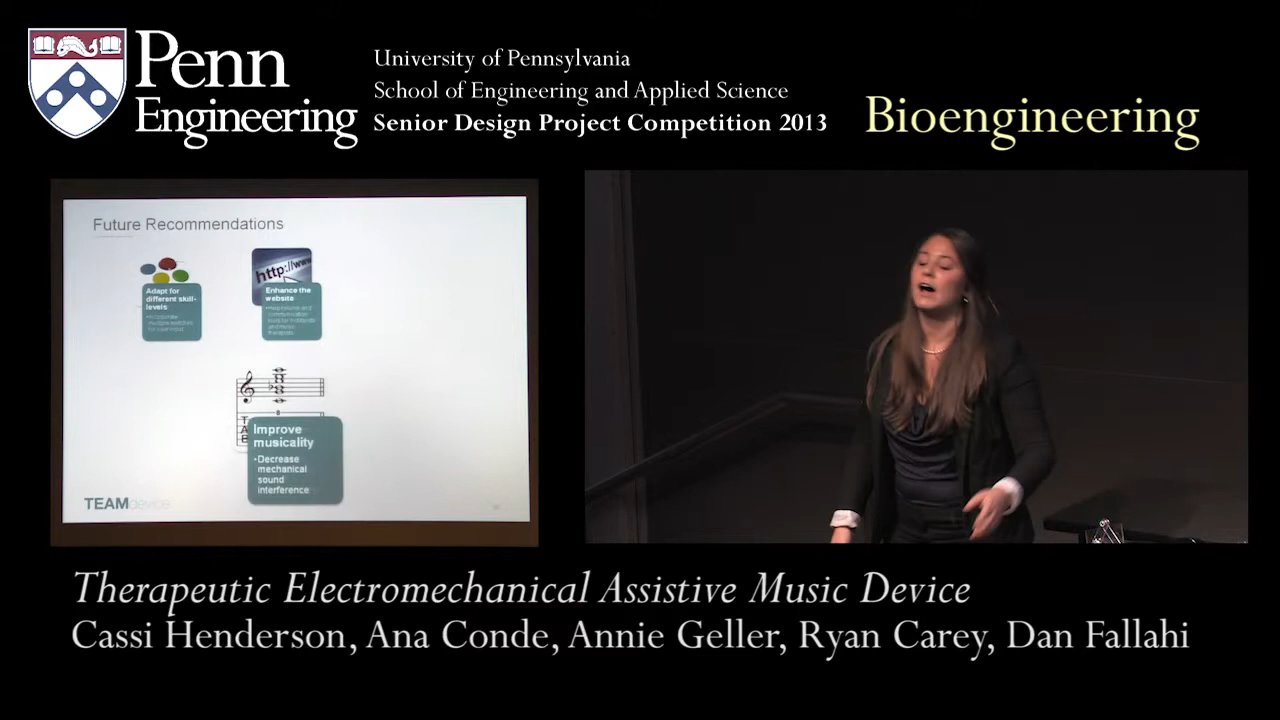 Penn
Engineering
University of Pennsylvania
School of Engineering and Applied Science
Senior Design Project Competition 2013
Bioengineering
Future Recommendations
Adapt for
different skill-
levels
http://www
Enhance the
website
T
A
B
Improve
musicality
•Decrease
mechanical
sound
interference
TEAMdevice
Therapeutic Electromechanical Assistive Music Device
Cassi Henderson, Ana Conde, Annie Geller, Ryan Carey, Dan Fallahi